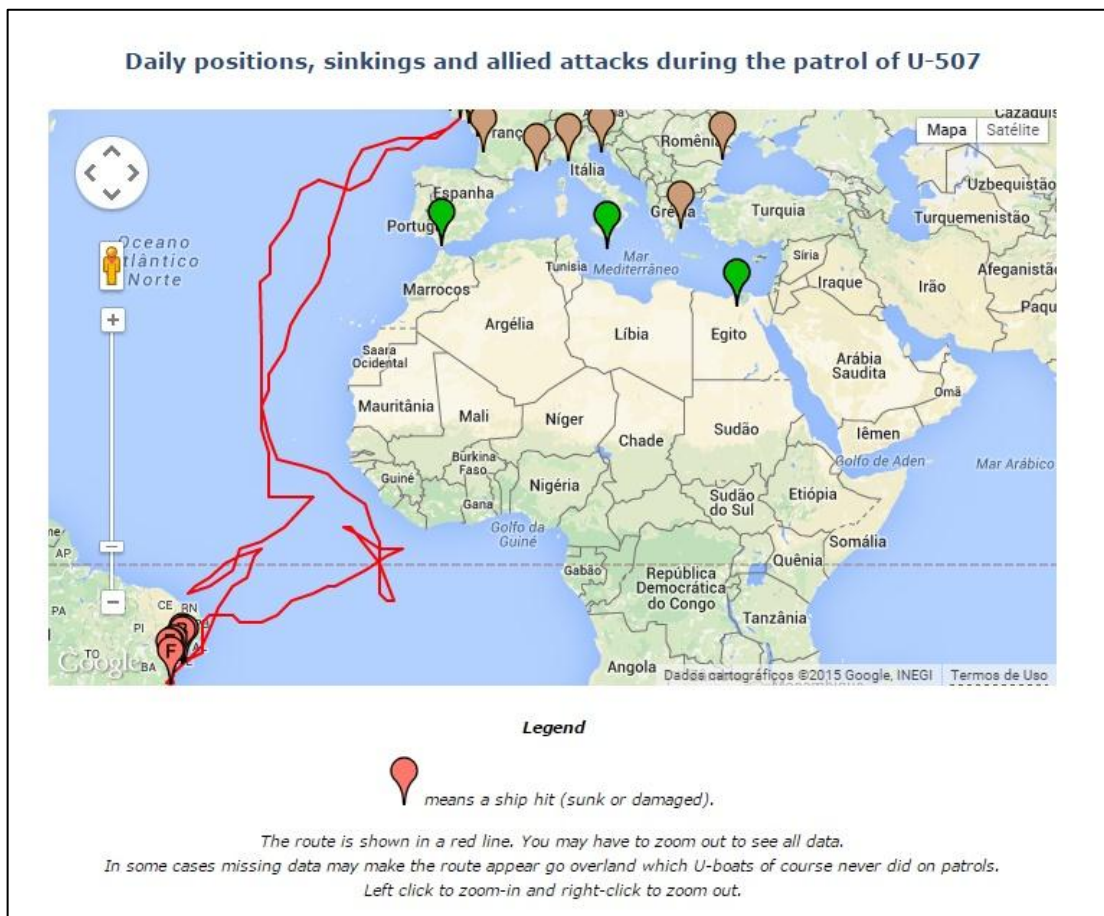 Daily positions, sinkings and allied attacks during the patrol of U-507
Mapa
Satélite
Romênia
Itália
Espanha
Turquia
Uzbequistão
Turquemenistão
Oceano
Norte
Mar
Mediterrâneo
Tunísia
Síria
Afeganistão
Marrocos
Iraque
Irão
Argélia
Líbia
Egito
Saara
Ocidental
Arábia
Saudita
Omã
Mauritânia
Mali
Níger
Chade
Sudão
Iêmen
Golfo de Aden
Mar Arábico
Burkina
Faso
Guiné
Gana
Nigéria
Sudão
do Sul
Etiópia
Golfo da
Guiné
Somália
AP
Gabão
República
Democrática
do Congo
Quênia
Tanzânia
PA
CE
RN
PI
TO
BA
F
Google
Angola
Dados cartográficos ©2015 Google, INEGI
Termos de Uso
Legend
means a ship hit (sunk or damaged).
The route is shown in a red line. You may have to zoom out to see all data.
In some cases missing data may make the route appear go overland which U-boats of course never did on patrols.
Left click to zoom-in and right-click to zoom out.